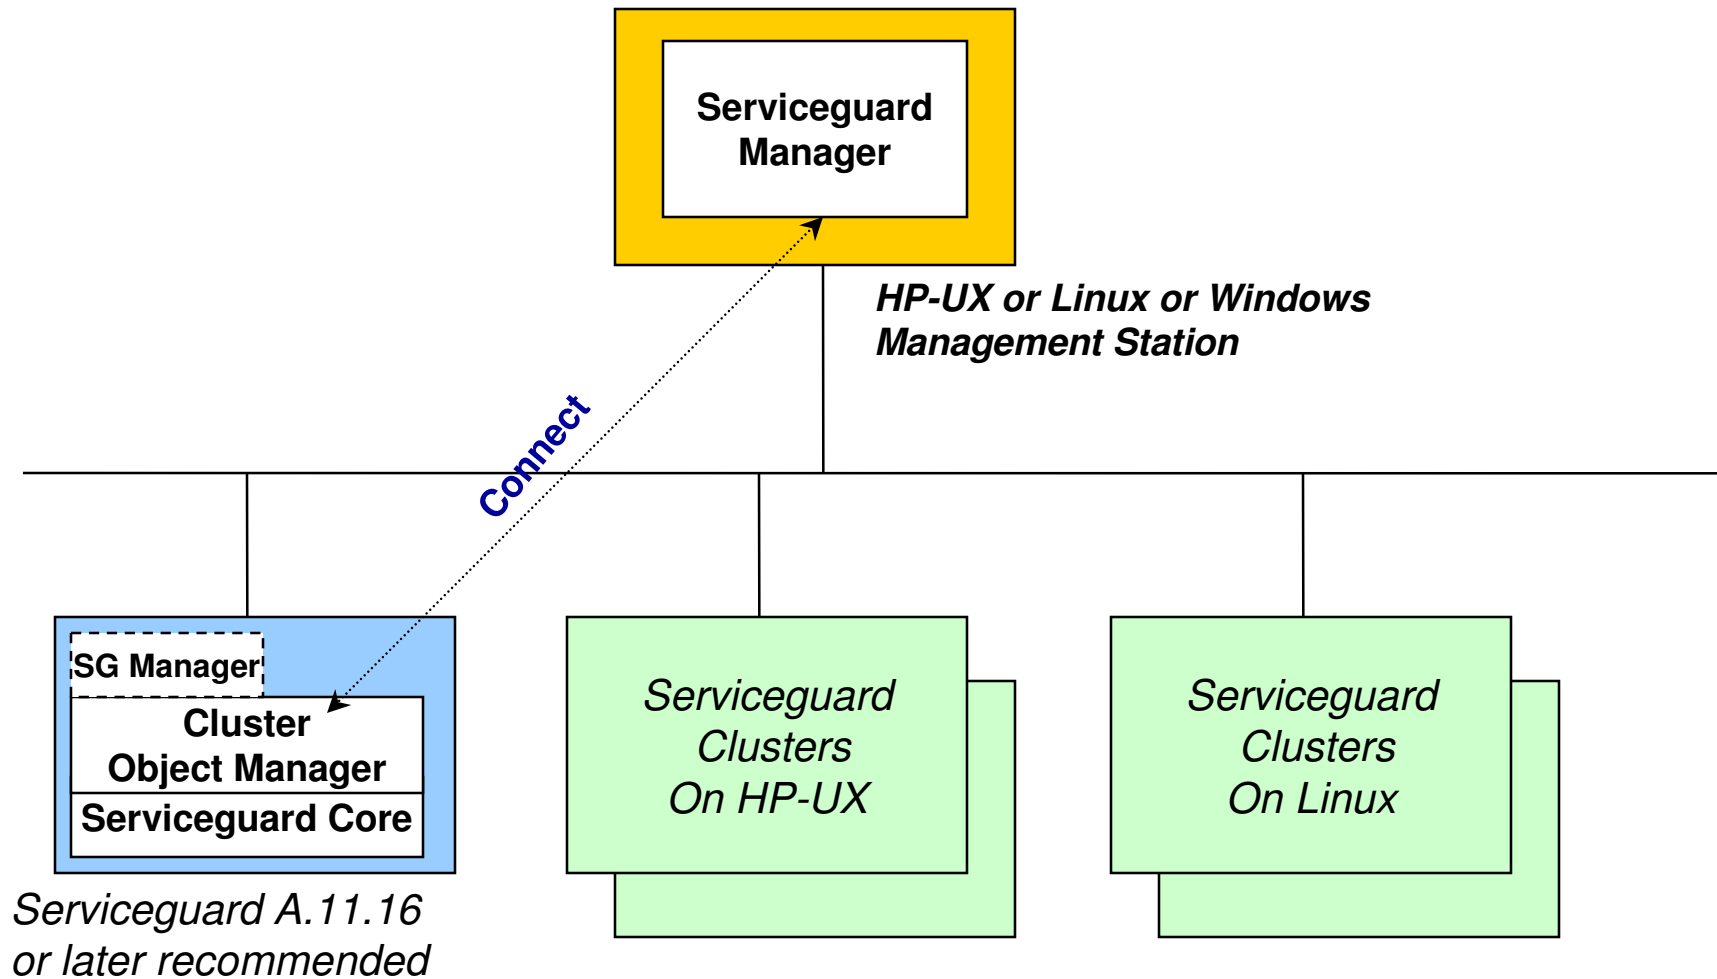 Serviceguard
Manager
HP-UX or Linux or Windows
Management Station
Connect
SG Manager
Cluster
Object Manager
Serviceguard Core
Serviceguard A.11.16
or later recommended
Serviceguard
Clusters
On HP-UX
Serviceguard
Clusters
On Linux